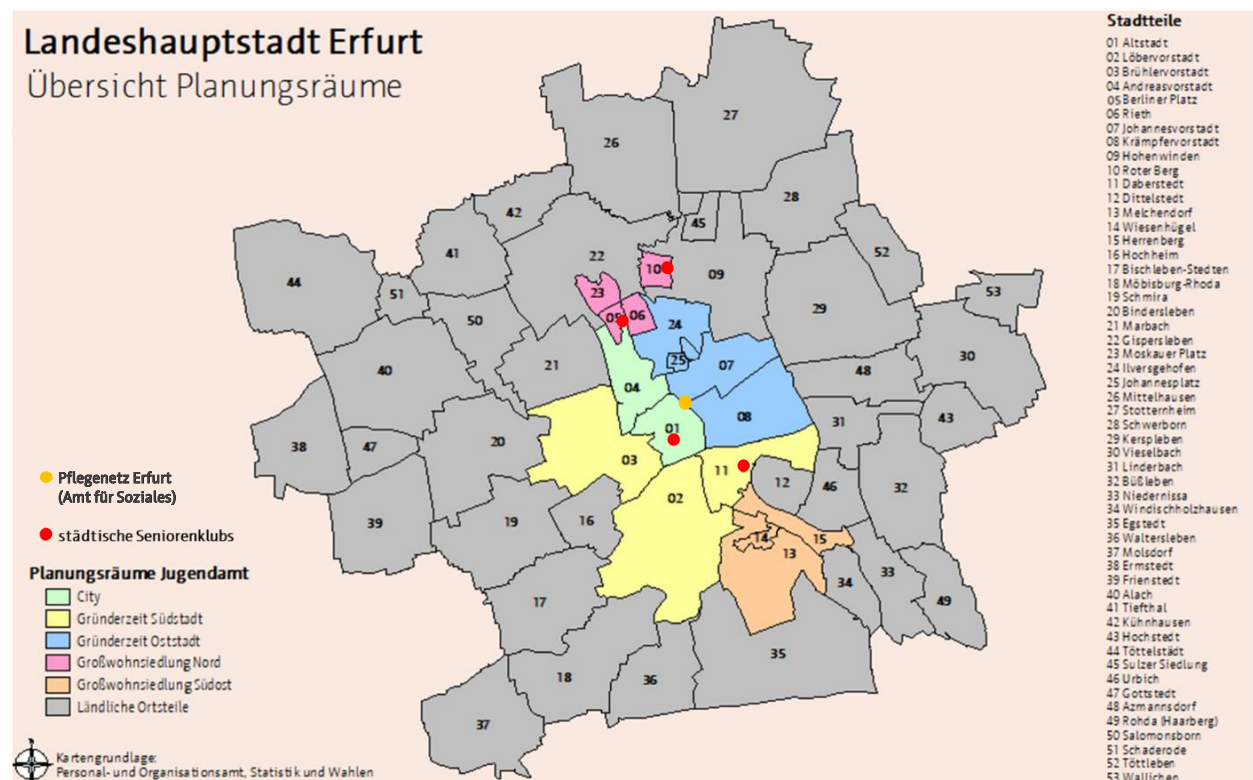 Landeshauptstadt Erfurt
Übersicht Planungsräume
Stadtteile
01 Altstadt
02 Löbervorstadt
03 Brühlervorstadt
04 Andreasvorstadt
05 Berliner Platz
06 Rieth
07 Johannesvorstadt
08 Krämpfervorstadt
09 Hohenwinden
10 Roter Berg
11 Daberstedt
12 Dittelstedt
13 Melchendorf
14 Wiesenhügel
15 Herrenberg
16 Hochheim
17 Bischleben-Stedten
18 Möbisburg-Rhoda
19 Schmira
20 Bindersleben
21 Marbach
22 Gispersleben
23 Moskauer Platz
24 Ilversgehofen
25 Johannesplatz
26 Mittelhausen
27 Stotternheim
28 Schwerborn
29 Kerspleben
30 Vieselbach
31 Linderbach
32 Büßleben
33 Niedernissa
34 Windischholzhausen
35 Egstedt
36 Waltersleben
37 Molsdorf
38 Ermstedt
39 Frienstedt
40 Alach
41 Tiefthal
42 Kühnhausen
43 Hochstedt
44 Töttelstädt
45 Sulzer Siedlung
46 Urbich
47 Gottstedt
48 Azmannsdorf
49 Rohda (Haarberg)
50 Salomonsborn
51 Schaderode
52 Töttleben
53 Wallichen
27
26
28
42
45
41
22
52
44
10
09
51
23
53
50
05
06
24
29
25
07
30
21
40
04
48
08
01
31
43
38
47
20
03
11
12
46
32
02
39
19
16
14
15
13
33
34
17
49
35
18
36
37
Pflegenetz Erfurt
(Amt für Soziales)
städtische Seniorenklubs
Planungsräume Jugendamt
City
Gründerzeit Südstadt
Gründerzeit Oststadt
Großwohnsiedlung Nord
Großwohnsiedlung Südost
Ländliche Ortsteile
Kartengrundlage:
Personal- und Organisationsamt, Statistik und Wahlen